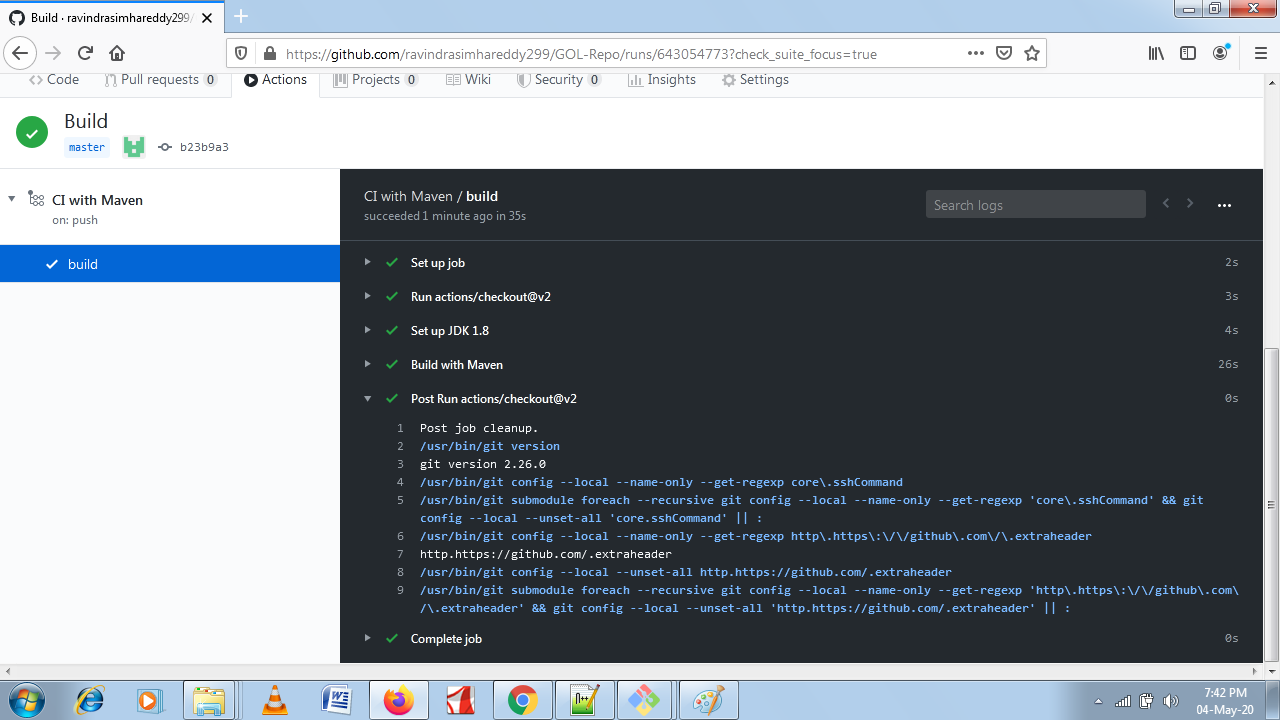 Build · ravindrasimhareddy299/
https://github.com/ravindrasimhareddy299/GOL-Repo/runs/643054773?check_suite_focus=true
Code Pull requests 0 Actions Projects 0 Wiki Security 0 Insights Settings
Build
master b23b9a3
CI with Maven
on: push
build
CI with Maven / build
succeeded 1 minute ago in 35s
Search logs
Set up job 2s
Run actions/checkout@v2 3s
Set up JDK 1.8 4s
Build with Maven 26s
Post Run actions/checkout@v2 0s
1 Post job cleanup.
2 /usr/bin/git version
3 git version 2.26.0
4 /usr/bin/git config --local --name-only --get-regexp core\.sshCommand
5 /usr/bin/git submodule foreach --recursive git config --local --name-only --get-regexp 'core\.sshCommand' && git
config --local --unset-all 'core.sshCommand' || :
6 /usr/bin/git config --local --name-only --get-regexp http\.https\:\/\/github\.com\/\.extraheader
7 http.https://github.com/.extraheader
8 /usr/bin/git config --local --unset-all http.https://github.com/.extraheader
9 /usr/bin/git submodule foreach --recursive git config --local --name-only --get-regexp 'http\.https\:\/\/github\.com\
/\.extraheader' && git config --local --unset-all 'http.https://github.com/.extraheader' || :
Complete job 0s
7:42 PM
04-May-20